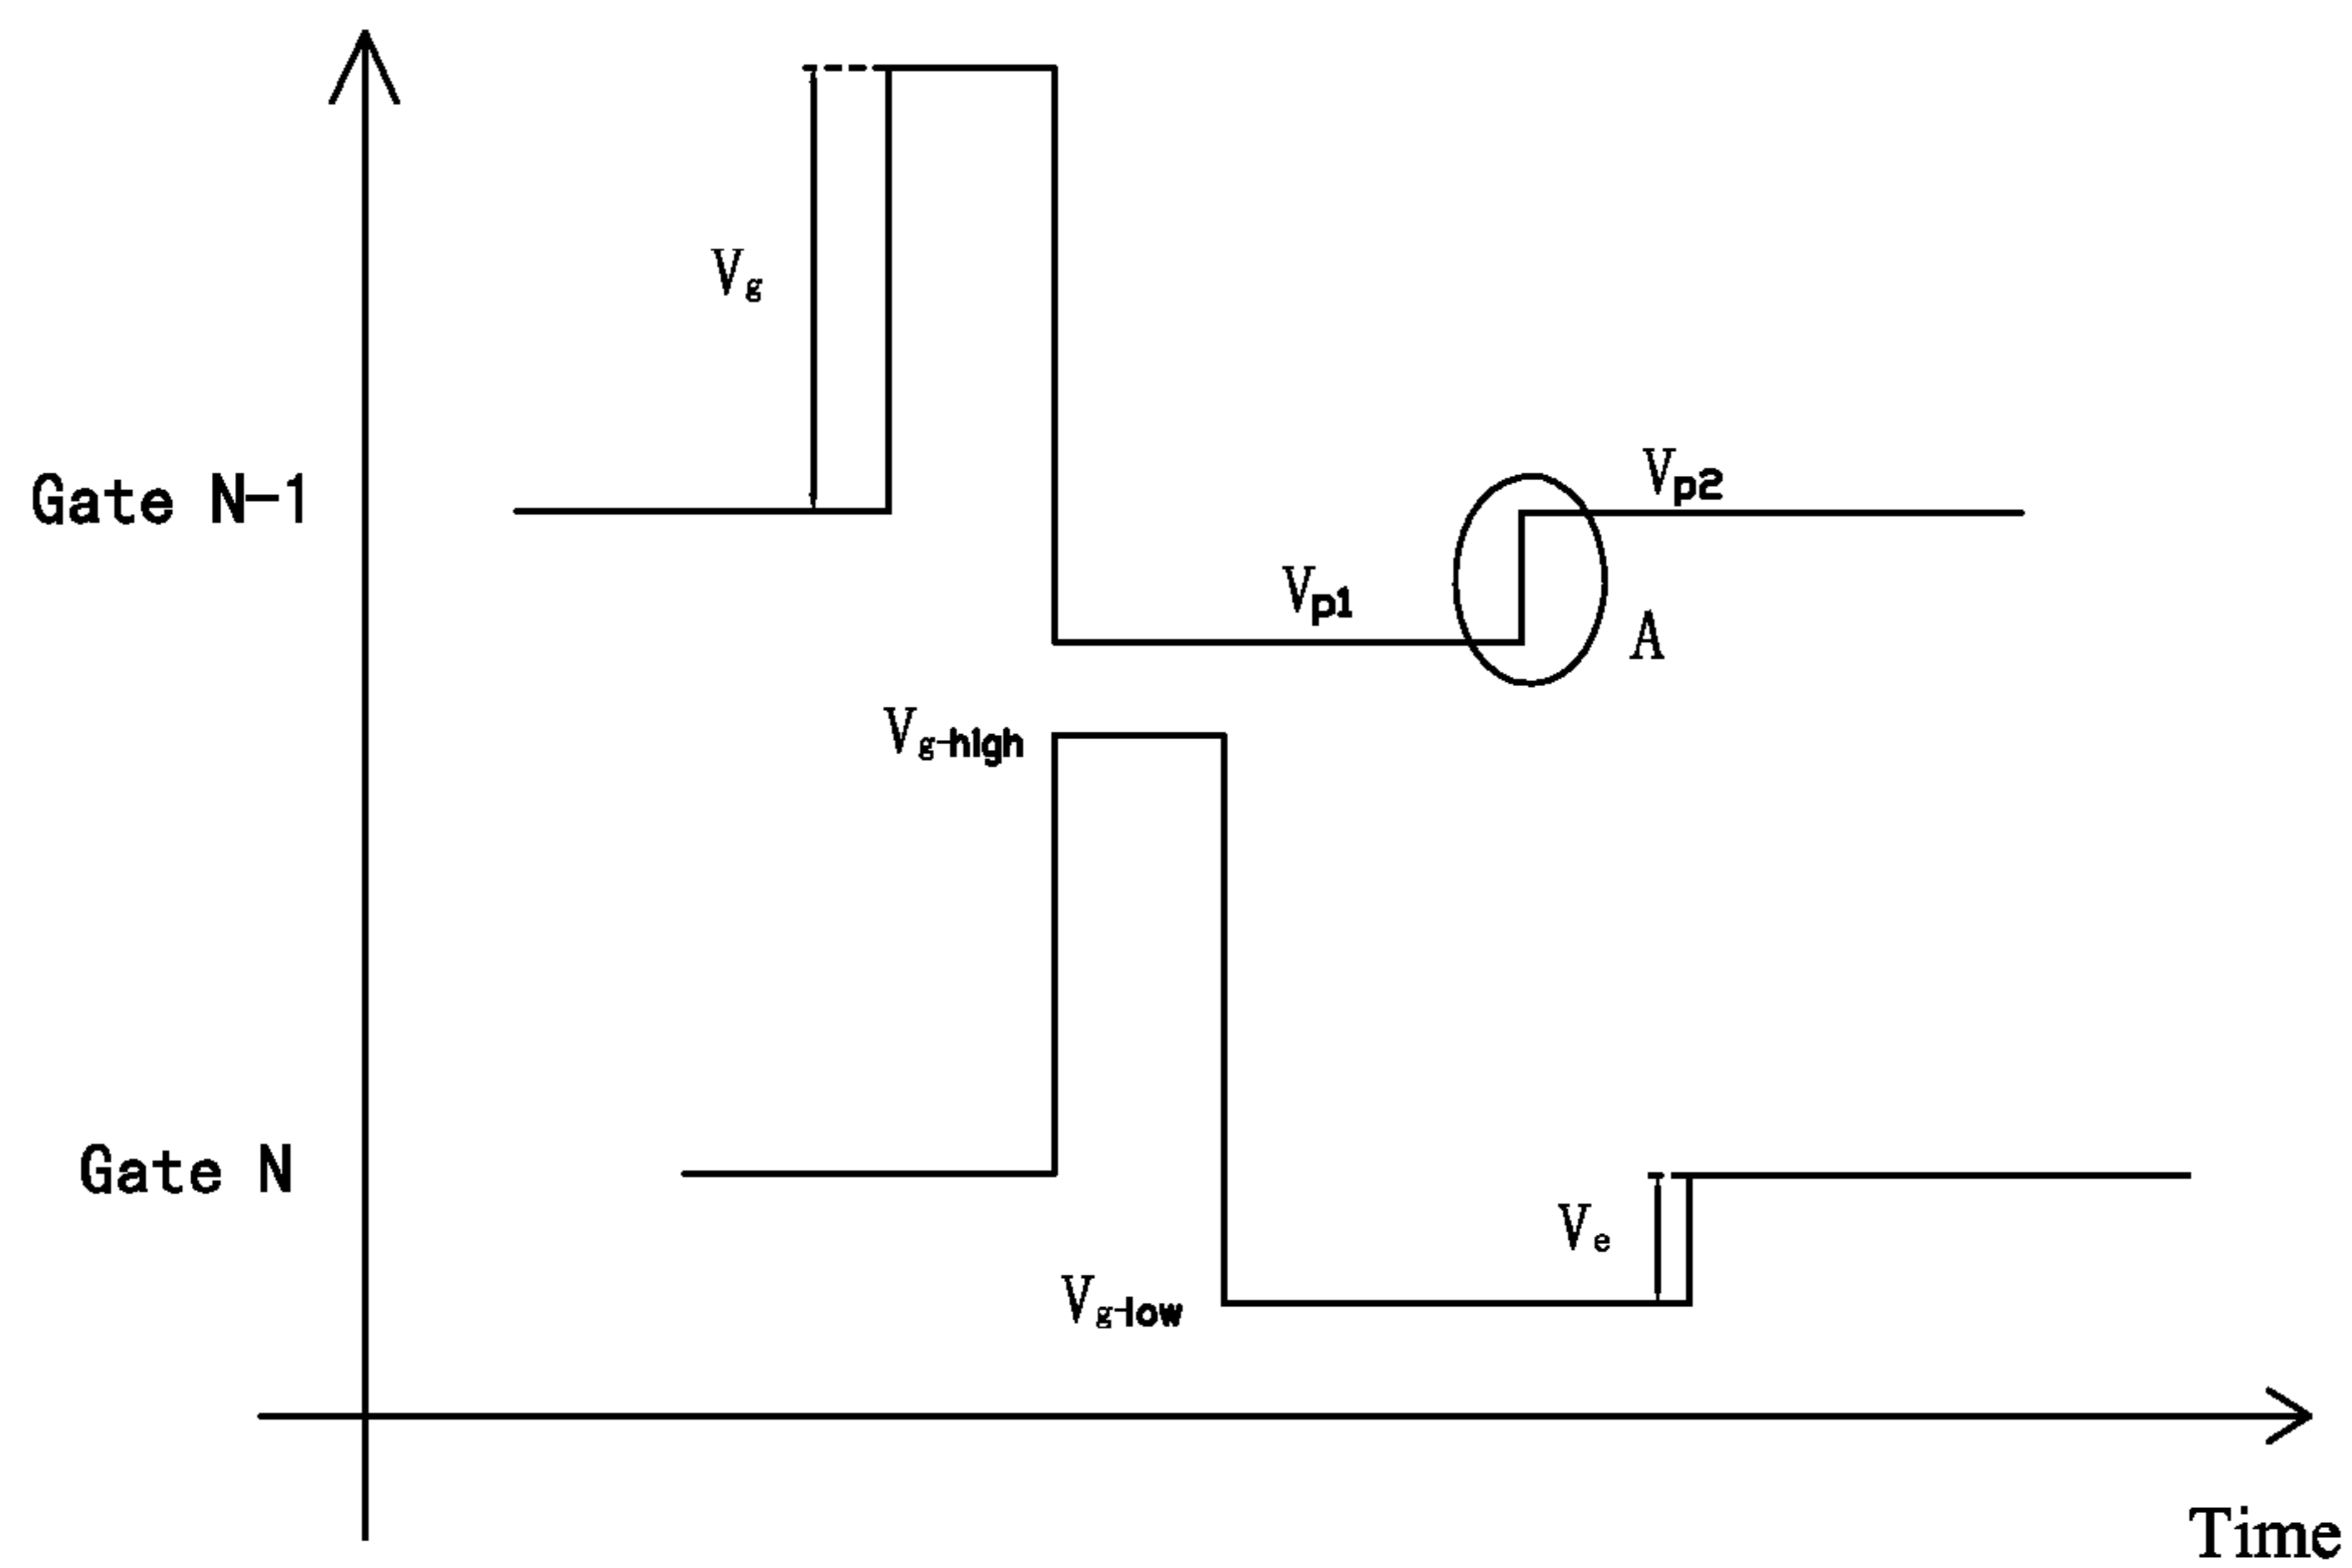 Vg
Gate N-1
Vp2
Vp1
A
Vg-high
Gate N
Ve
Vg-low
Time